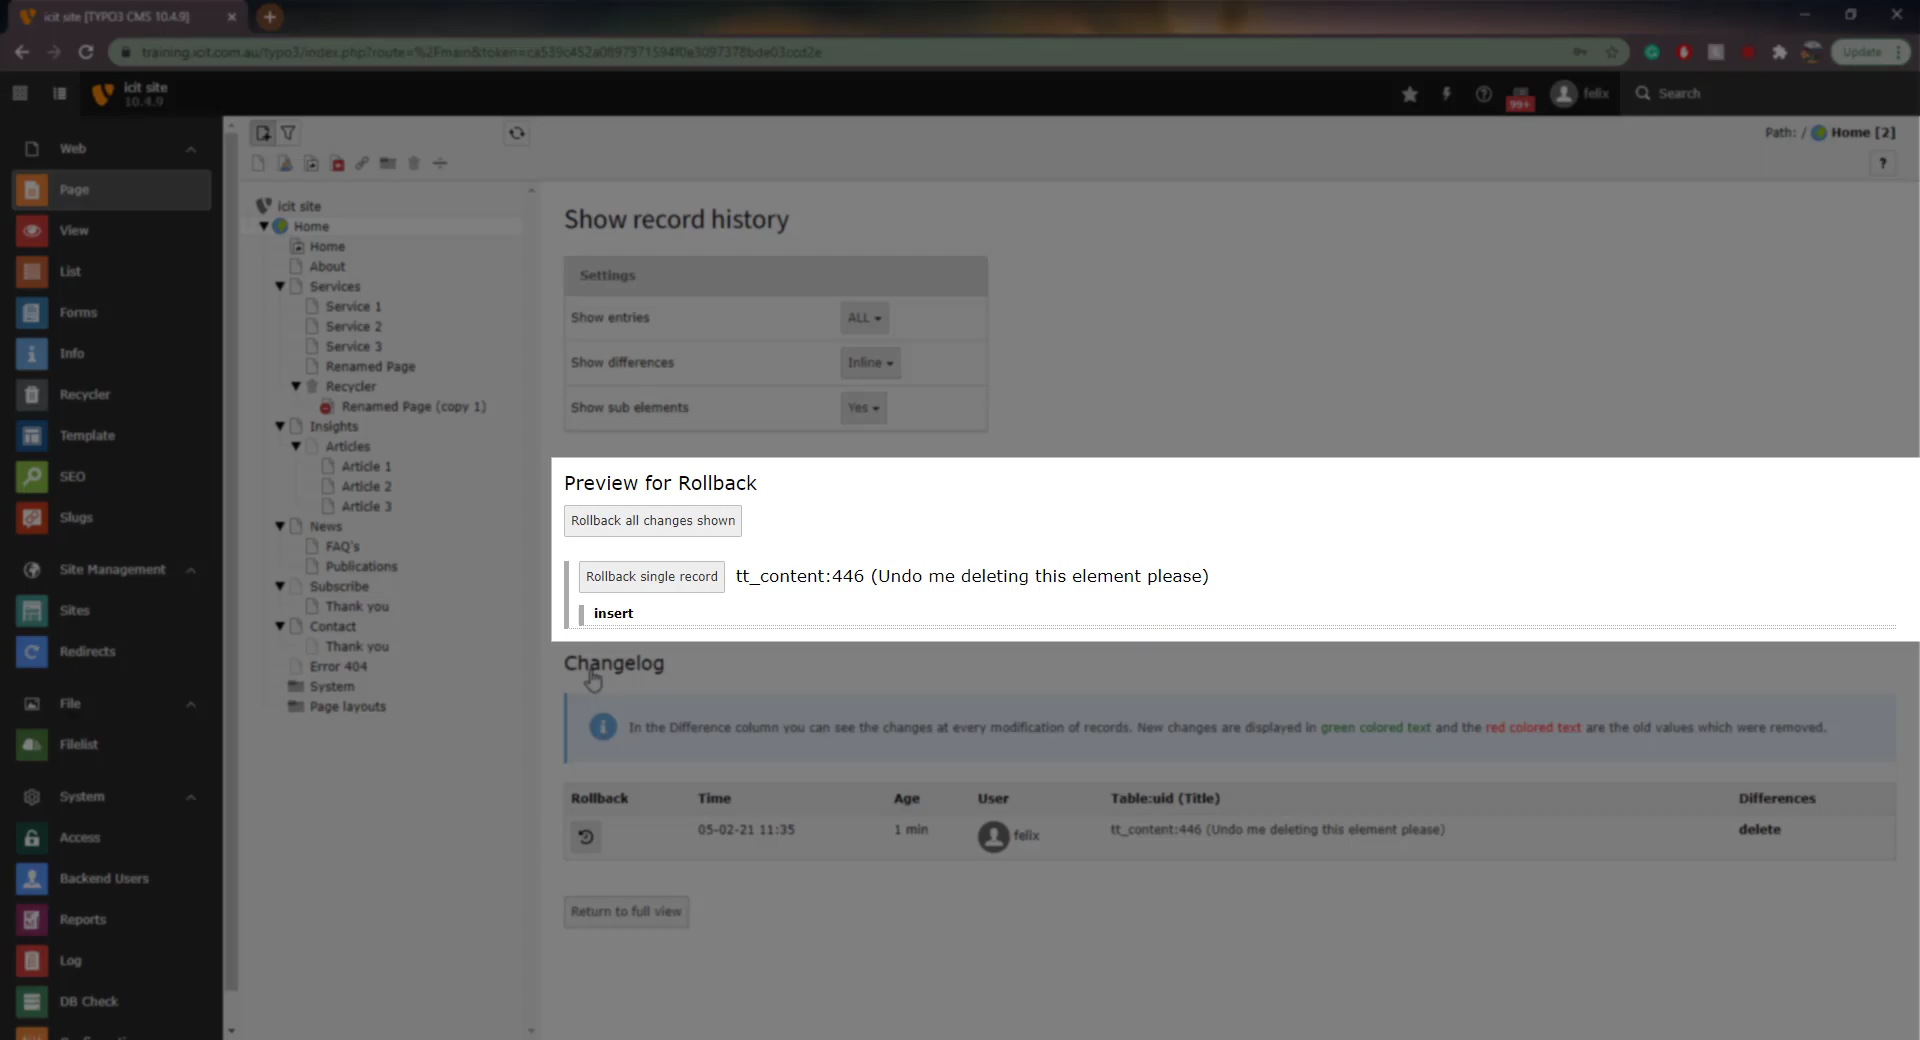 icit site [TYPO3 CMS 10.4.9]
Update
icit site
10.4.9
99+
felix
Search
Web
Page
View
List
Forms
Info
Recycler
Template
SEO
Slugs
Site Management
Sites
Redirects
File
Filelist
System
Access
Backend Users
Reports
Log
DB Check
Path: / Home [2]
?
icit site
Home
Home
About
Services
Service 1
Service 2
Service 3
Renamed Page
Recycler
Renamed Page (copy 1)
Insights
Articles
Article 1
Article 2
Article 3
News
FAQ's
Publications
Subscribe
Thank you
Contact
Thank you
Error 404
System
Page layouts
Show record history
Settings
Show entries ALL
Show differences Inline
Show sub elements Yes
Preview for Rollback
Rollback all changes shown
Rollback single record tt_content:446 (Undo me deleting this element please)
insert
Changelog
In the Difference column you can see the changes at every modification of records. New changes are displayed in green colored text and the red colored text are the old values which were removed.
Rollback Time Age User Table:uid (Title) Differences
05-02-21 11:35 1 min felix tt_content:446 (Undo me deleting this element please) delete
Return to full view